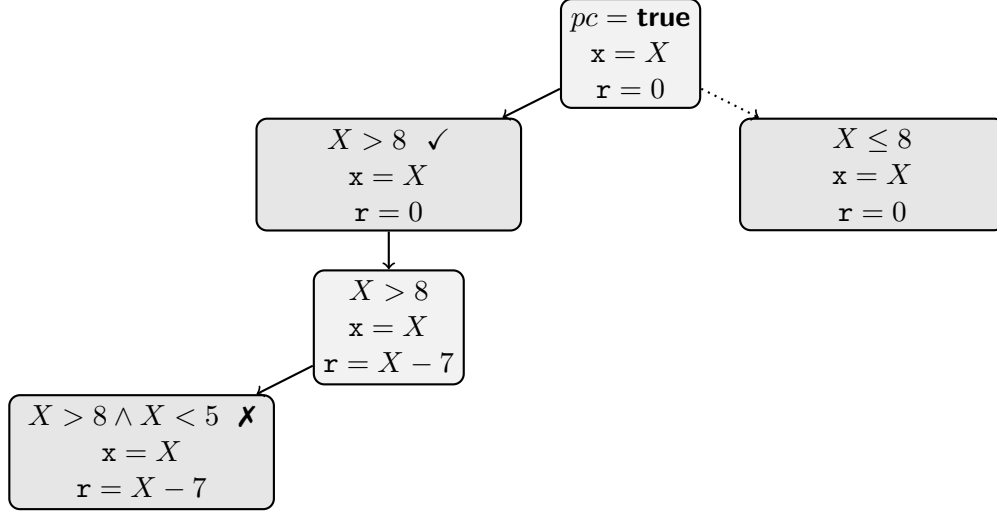 pc = true
x = X
r = 0
X > 8 ✓
x = X
r = 0
X ≤ 8
x = X
r = 0
X > 8
x = X
r = X − 7
X > 8 ∧ X < 5 ✗
x = X
r = X − 7